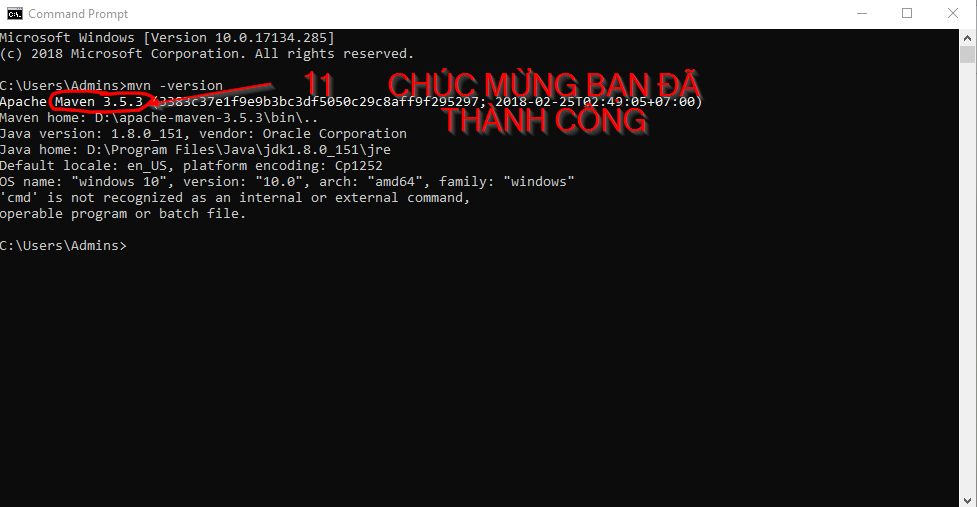 Command Prompt
Microsoft Windows [Version 10.0.17134.285]
(c) 2018 Microsoft Corporation. All rights reserved.
C:\Users\Admins>mvn -version
11 CHÚC MỪNG BAN ĐÃ
Apache Maven 3.5.3 (3383c37e1f9e9b3bc3df5050c29c8aff9f295297; 2018-02-25T02:49:05+07:00)
THÀNH CÔNG
Maven home: D:\apache-maven-3.5.3\bin\..
Java version: 1.8.0_151, vendor: Oracle Corporation
Java home: D:\Program Files\Java\jdk1.8.0_151\jre
Default locale: en_US, platform encoding: Cp1252
OS name: "windows 10", version: "10.0", arch: "amd64", family: "windows"
'cmd' is not recognized as an internal or external command,
operable program or batch file.
C:\Users\Admins>